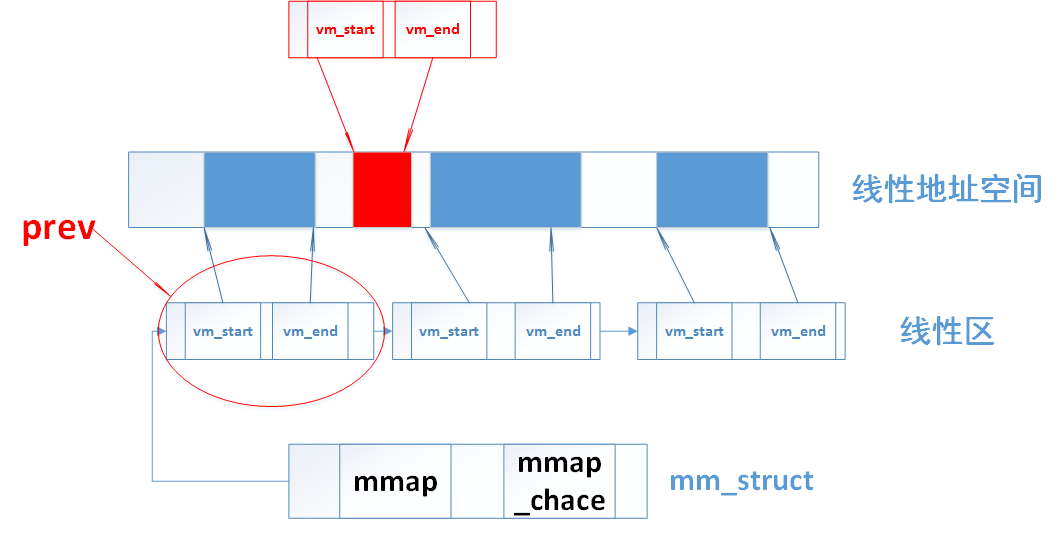 vm_start
vm_end
线性地址空间
prev
vm_start
vm_end
vm_start
vm_end
vm_start
vm_end
线性区
mmap
mmap
_chace
mm_struct